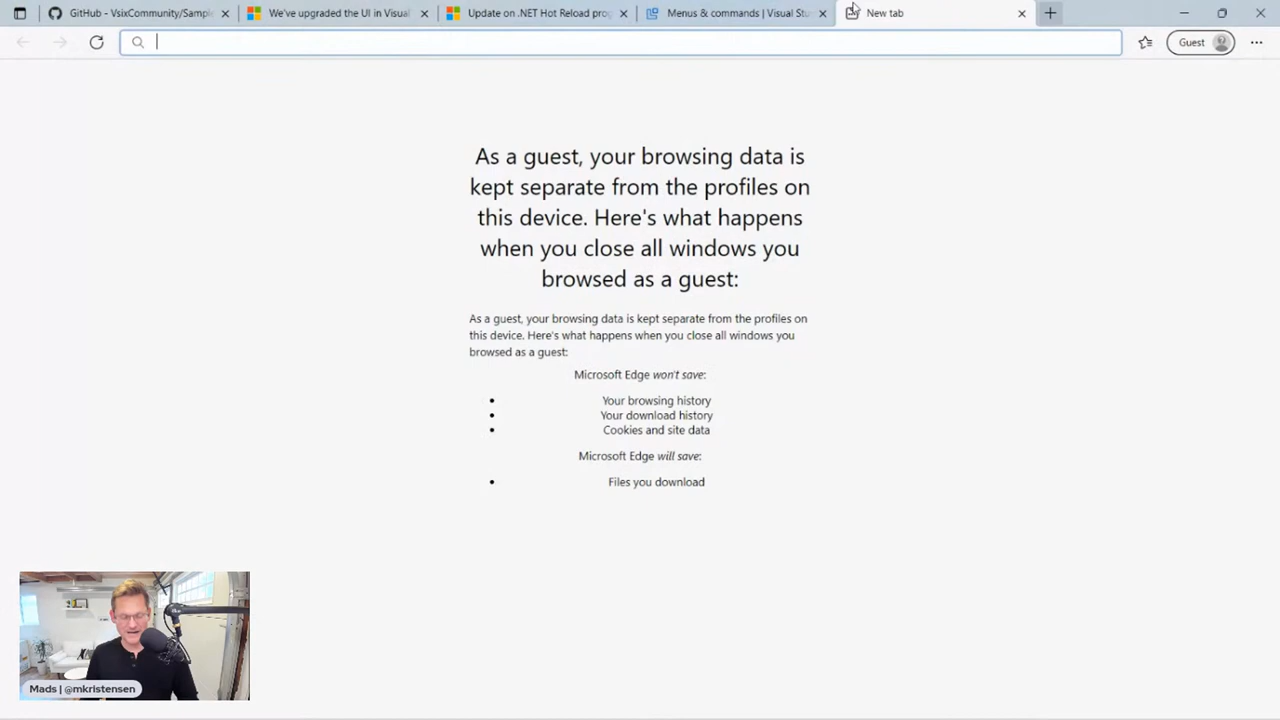 GitHub - VsixCommunity/Sampl
We've upgraded the UI in Visual
Update on .NET Hot Reload prog
Menus & commands | Visual Stu
New tab
Guest
As a guest, your browsing data is
kept separate from the profiles on
this device. Here's what happens
when you close all windows you
browsed as a guest:
As a guest, your browsing data is kept separate from the profiles on
this device. Here's what happens when you close all windows you
browsed as a guest:
Microsoft Edge won't save:
Your browsing history
Your download history
Cookies and site data
Microsoft Edge will save:
Files you download
Mads | @mkristensen